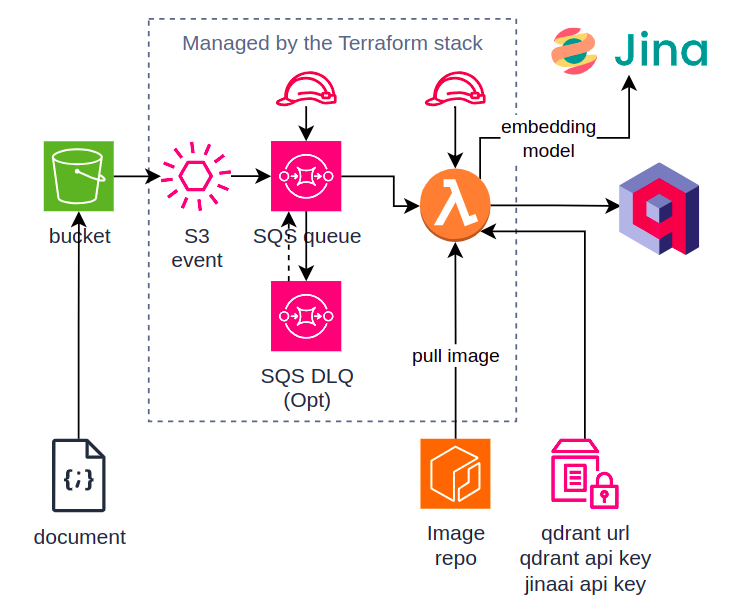 Managed by the Terraform stack
Jina
embedding
model
bucket
S3
event
SQS queue
SQS DLQ
(Opt)
pull image
{;}
document
Image
repo
qdrant url
qdrant api key
jinaai api key